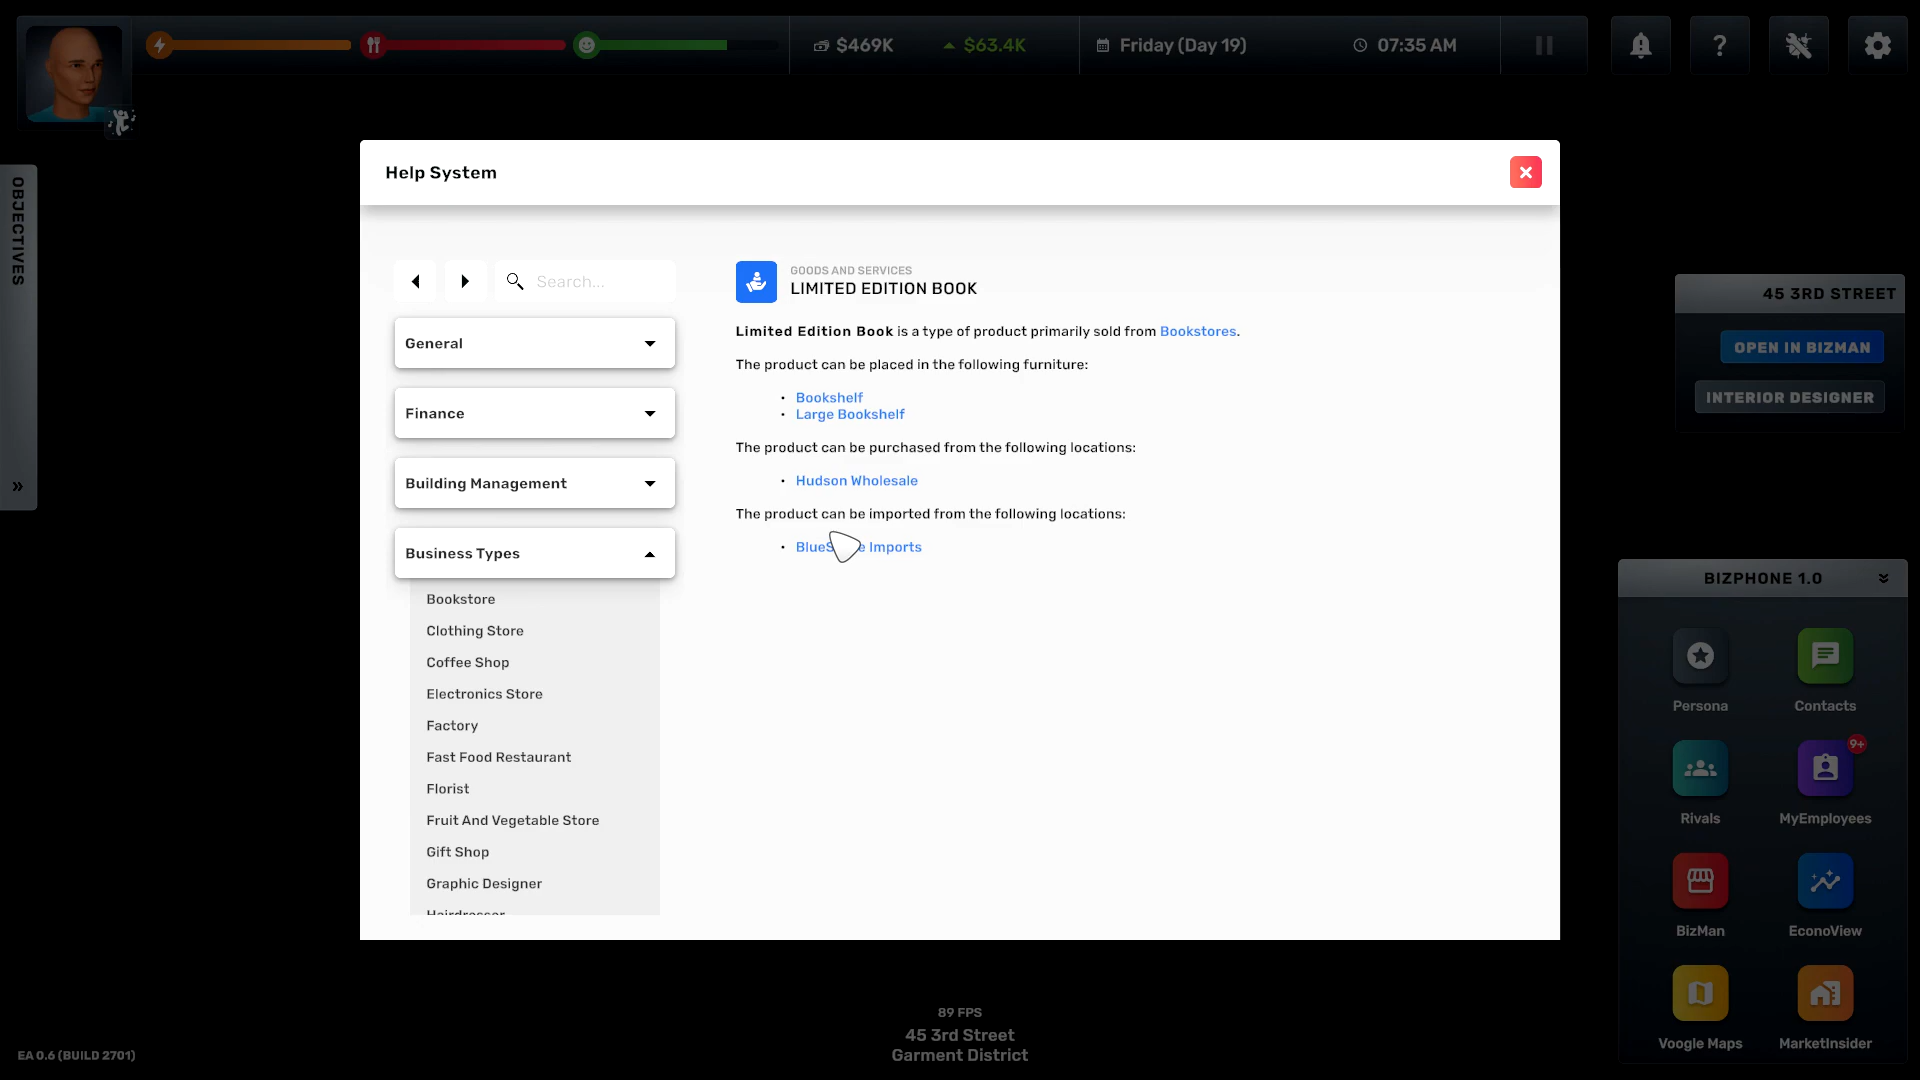 $469K
$63.4K
Friday (Day 19)
07:35 AM
?
OBJECTIVES
Help System
Search...
General
Finance
Building Management
Business Types
Bookstore
Clothing Store
Coffee Shop
Electronics Store
Factory
Fast Food Restaurant
Florist
Fruit And Vegetable Store
Gift Shop
Graphic Designer
Hairdresser
GOODS AND SERVICES
LIMITED EDITION BOOK
Limited Edition Book is a type of product primarily sold from Bookstores.
The product can be placed in the following furniture:
• Bookshelf
• Large Bookshelf
The product can be purchased from the following locations:
• Hudson Wholesale
The product can be imported from the following locations:
• Imports
45 3RD STREET
OPEN IN BIZMAN
INTERIOR DESIGNER
BIZPHONE 1.0
Persona
Contacts
Rivals
9+
MyEmployees
BizMan
EconoView
Voogle Maps
MarketInsider
89 FPS
45 3rd Street
Garment District
EA 0.6 (BUILD 2701)